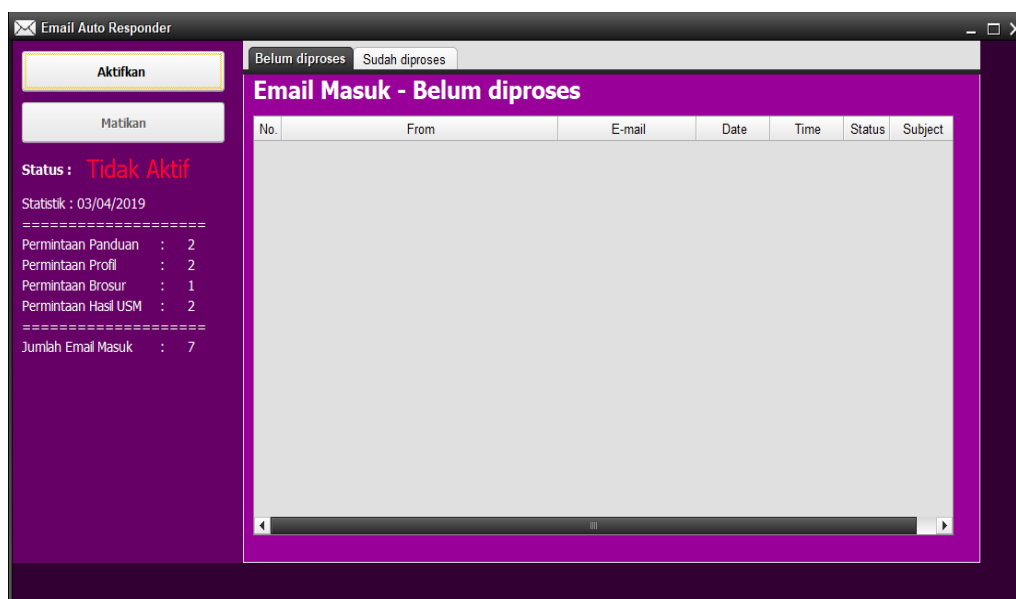 Email Auto Responder
Aktifkan
Matikan
Status : Tidak Aktif
Statistik : 03/04/2019
====================
Permintaan Panduan : 2
Permintaan Profil : 2
Permintaan Brosur : 1
Permintaan Hasil USM : 2
====================
Jumlah Email Masuk : 7
Belum diproses Sudah diproses
Email Masuk - Belum diproses
No. From E-mail Date Time Status Subject